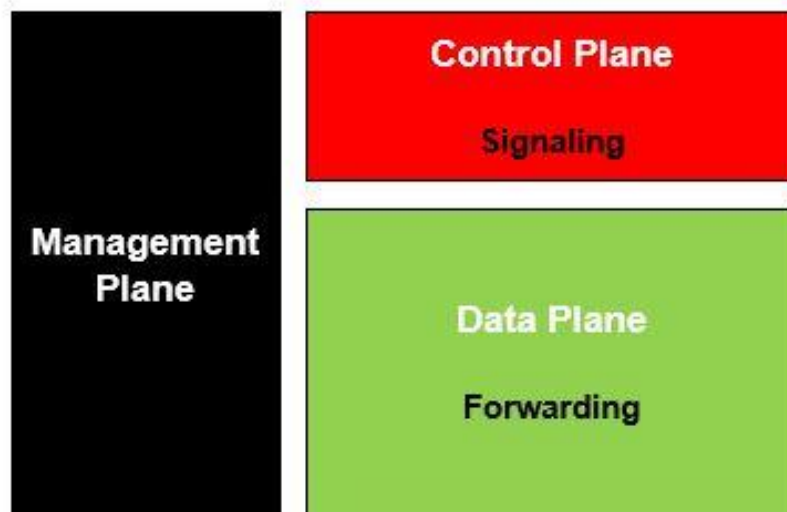 Management
Plane
Control Plane
Signaling
Data Plane
Forwarding